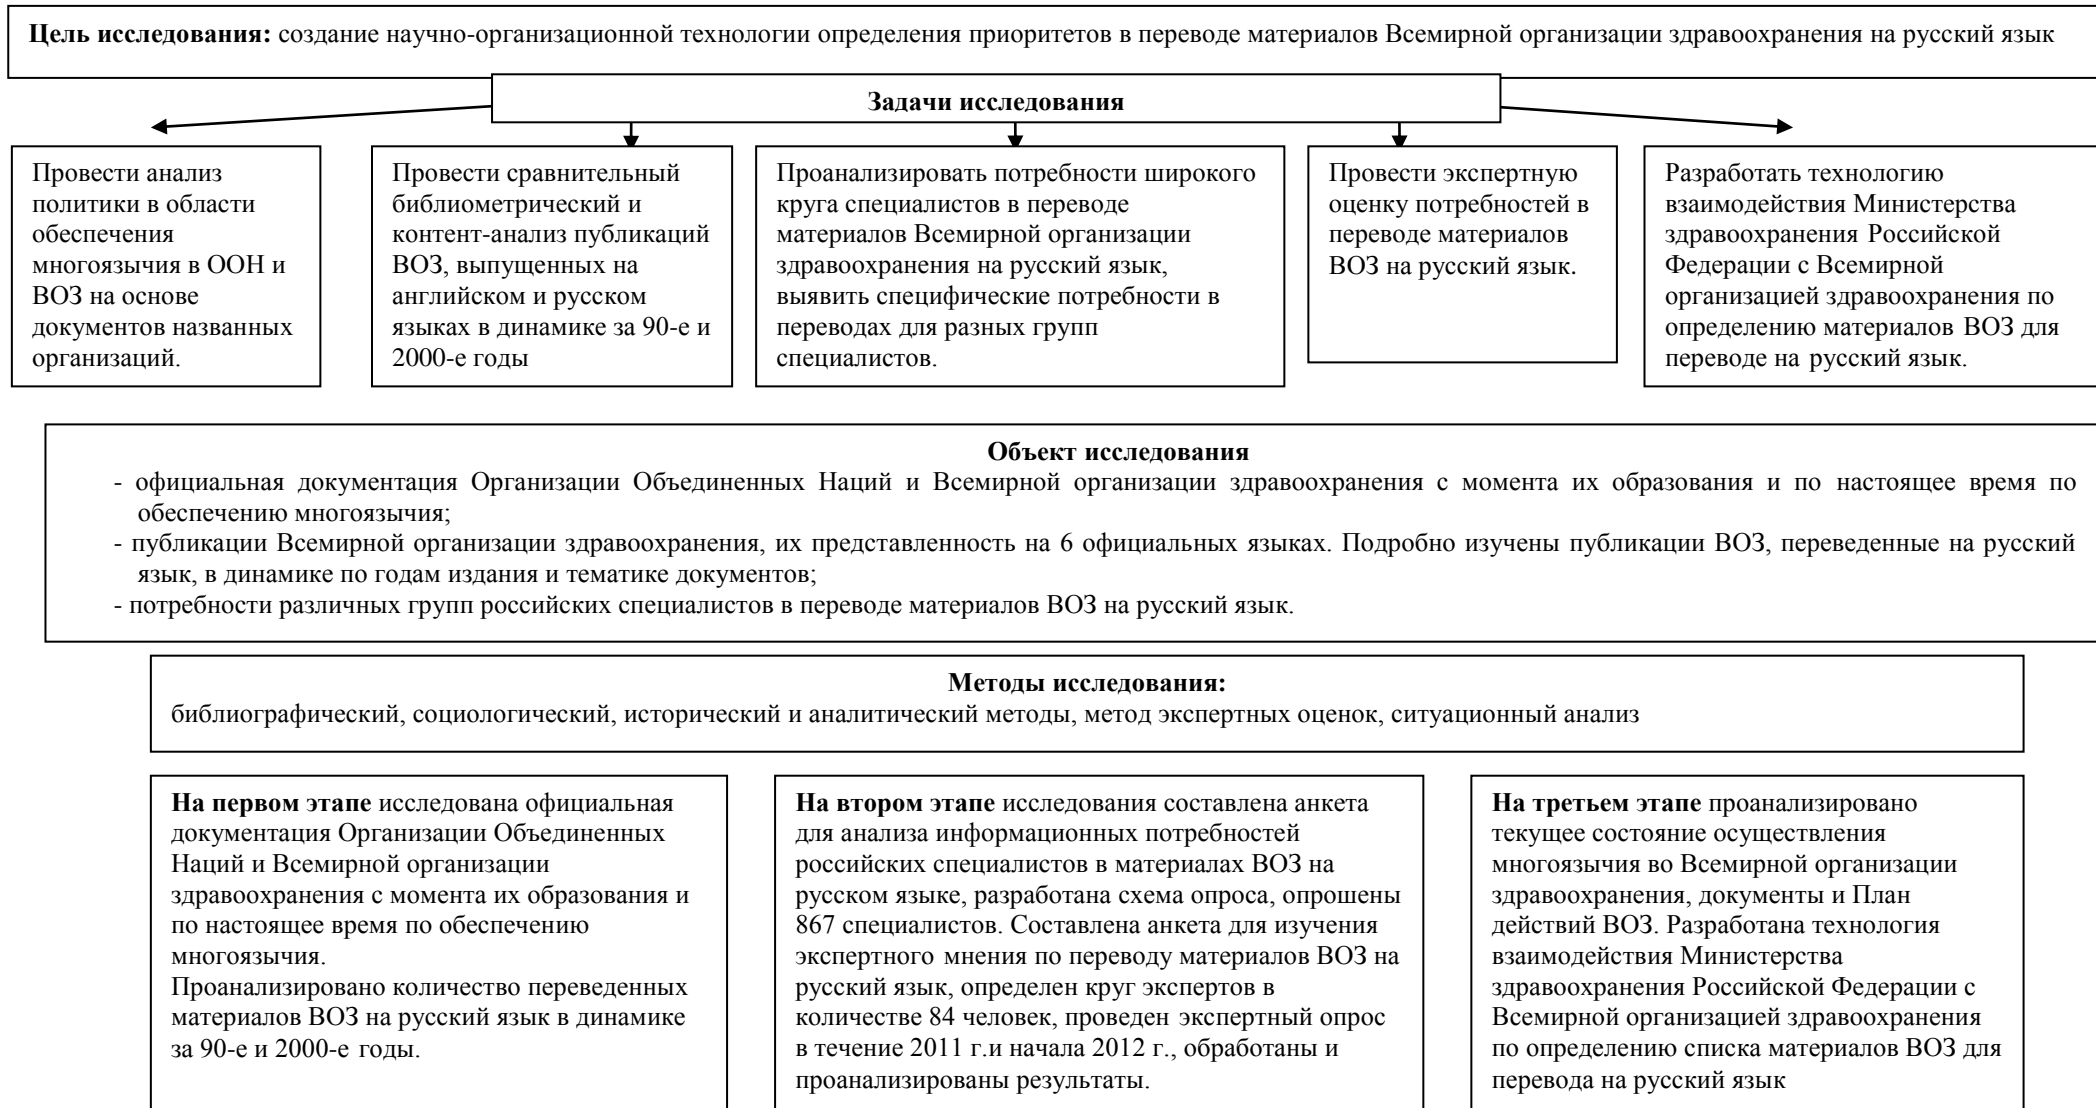 Цель исследования: создание научно-организационной технологии определения приоритетов в переводе материалов Всемирной организации здравоохранения на русский язык
Задачи исследования
Провести анализ
политики в области
обеспечения
многоязычия в ООН и
ВОЗ на основе
документов названных
организаций.
Провести сравнительный
библиометрический и
контент-анализ публикаций
ВОЗ, выпущенных на
английском и русском
языках в динамике за 90-е и
2000-е годы
Проанализировать потребности широкого
круга специалистов в переводе
материалов Всемирной организации
здравоохранения на русский язык,
выявить специфические потребности в
переводах для разных групп
специалистов.
Провести экспертную
оценку потребностей в
переводе материалов
ВОЗ на русский язык.
Разработать технологию
взаимодействия Министерства
здравоохранения Российской
Федерации с Всемирной
организацией здравоохранения по
определению материалов ВОЗ для
переводе на русский язык.
Объект исследования
- официальная документация Организации Объединенных Наций и Всемирной организации здравоохранения с момента их образования и по настоящее время по
обеспечению многоязычия;
- публикации Всемирной организации здравоохранения, их представленность на 6 официальных языках. Подробно изучены публикации ВОЗ, переведенные на русский
язык, в динамике по годам издания и тематике документов;
- потребности различных групп российских специалистов в переводе материалов ВОЗ на русский язык.
Методы исследования:
библиографический, социологический, исторический и аналитический методы, метод экспертных оценок, ситуационный анализ
На первом этапе исследована официальная
документация Организации Объединенных
Наций и Всемирной организации
здравоохранения с момента их образования и
по настоящее время по обеспечению
многоязычия.
Проанализировано количество переведенных
материалов ВОЗ на русский язык в динамике
за 90-е и 2000-е годы.
На втором этапе исследования составлена анкета
для анализа информационных потребностей
российских специалистов в материалах ВОЗ на
русском языке, разработана схема опроса, опрошены
867 специалистов. Составлена анкета для изучения
экспертного мнения по переводу материалов ВОЗ на
русский язык, определен круг экспертов в
количестве 84 человек, проведен экспертный опрос
в течение 2011 г.и начала 2012 г., обработаны и
проанализированы результаты.
На третьем этапе проанализировано
текущее состояние осуществления
многоязычия во Всемирной организации
здравоохранения, документы и План
действий ВОЗ. Разработана технология
взаимодействия Министерства
здравоохранения Российской Федерации с
Всемирной организацией здравоохранения
по определению списка материалов ВОЗ для
перевода на русский язык